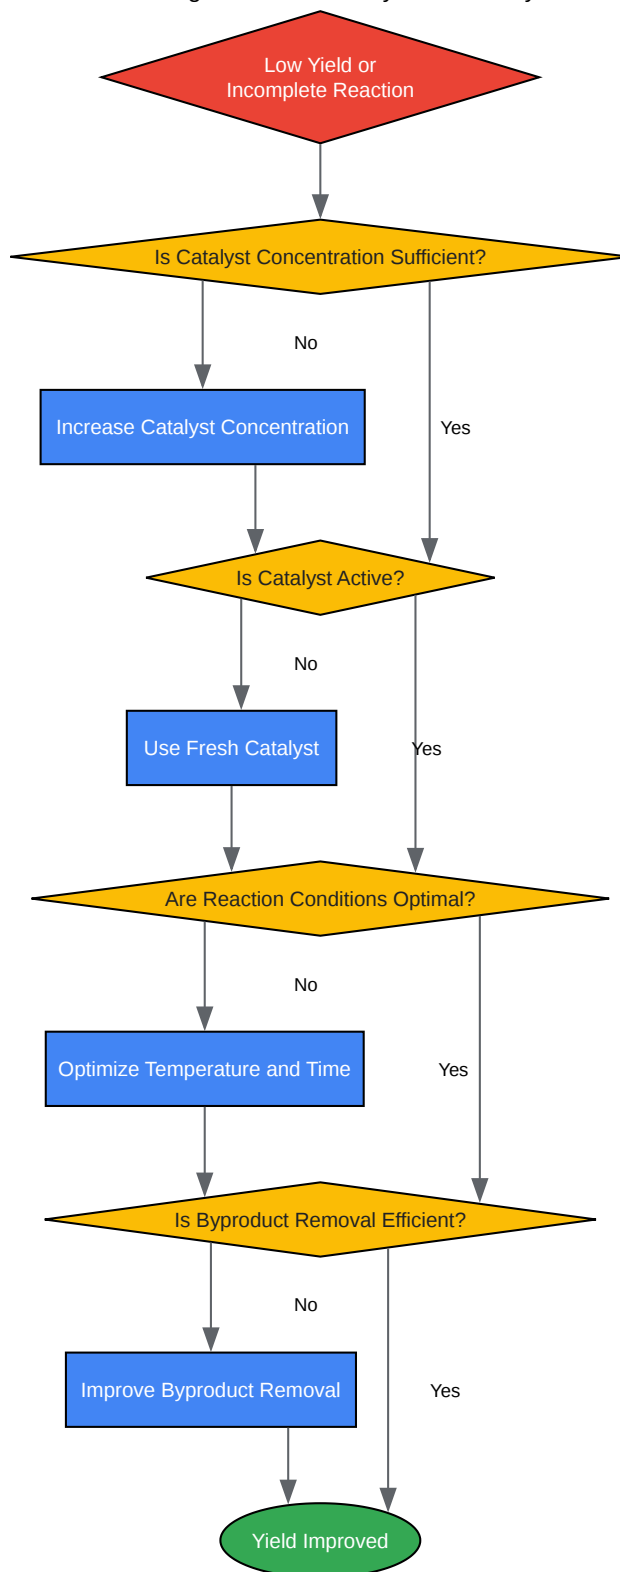 Low Yield or
Incomplete Reaction
Is Catalyst Concentration Sufficient?
No
Increase Catalyst Concentration
Yes
Is Catalyst Active?
No
Use Fresh Catalyst
Yes
Are Reaction Conditions Optimal?
No
Optimize Temperature and Time
Yes
Is Byproduct Removal Efficient?
No
Improve Byproduct Removal
Yes
Yield Improved